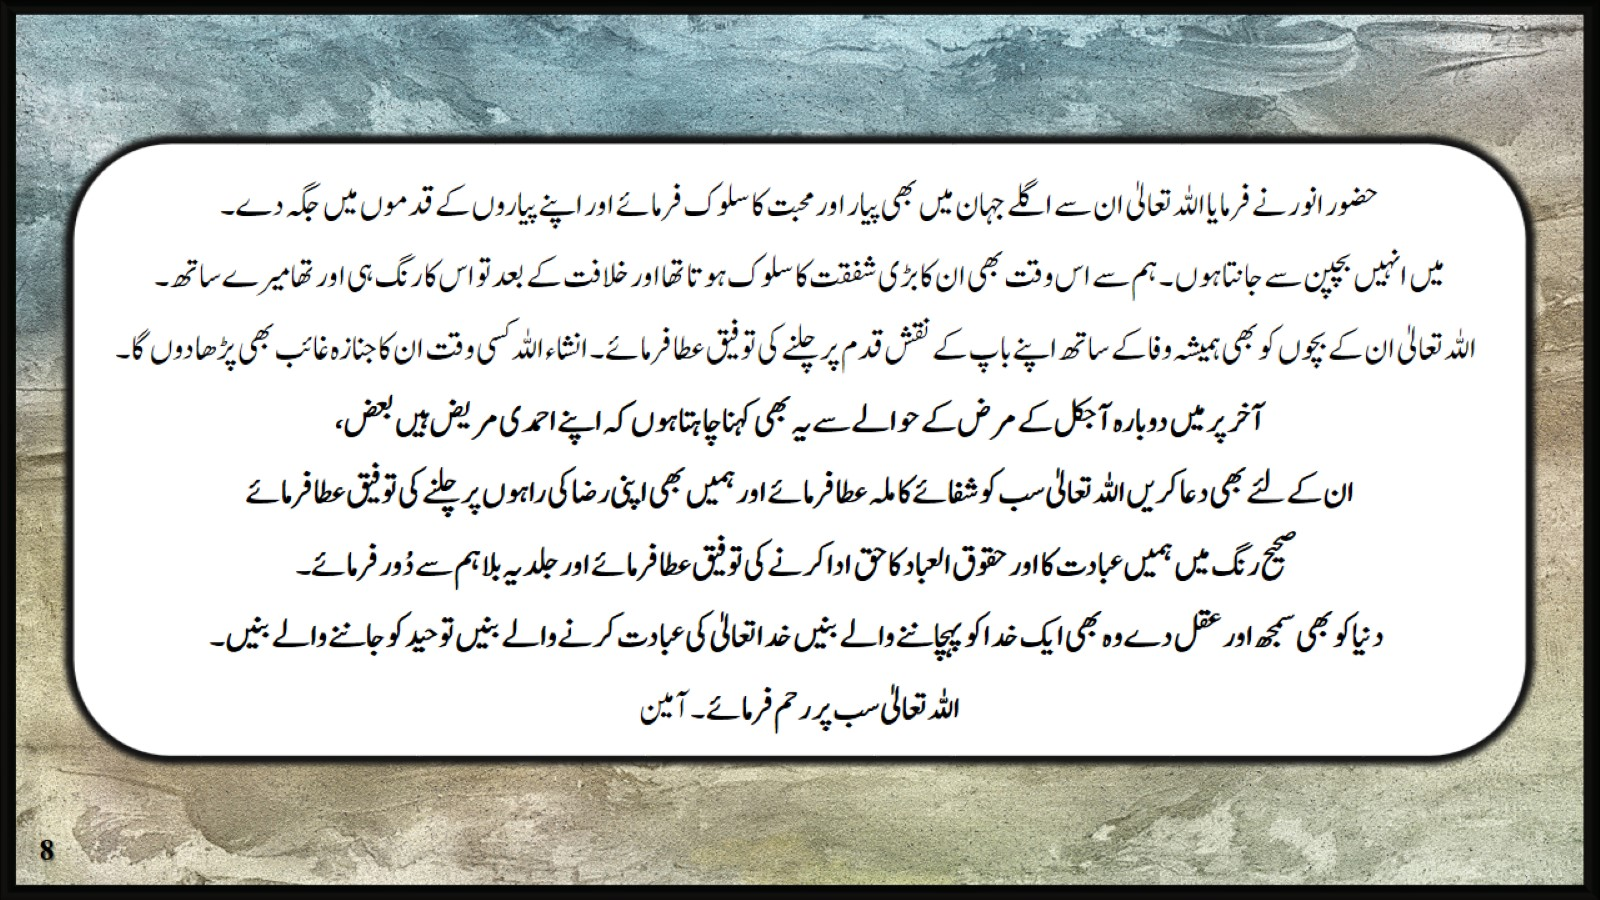 حضور انور نے فرمایا اللہ تعالیٰ ان سے اگلے جہان میں بھی پیار اور محبت کا سلوک فرمائے اور اپنے پیاروں کے قدموں میں جگہ دے۔
میں انہیں بچپن سے جانتا ہوں۔ ہم سے اس وقت بھی ان کا بڑی شفقت کا سلوک ہوتا تھا اور خلافت کے بعد تو اس کا رنگ ہی اور تھا میرے ساتھ۔
اللہ تعالیٰ ان کے بچوں کو بھی ہمیشہ وفا کے ساتھ اپنے باپ کے نقش قدم پر چلنے کی توفیق عطا فرمائے۔ انشاء اللہ کسی وقت ان کا جنازہ غائب بھی پڑھا دوں گا۔
آخر پر میں دوبارہ آجکل کے مرض کے حوالے سے یہ بھی کہنا چاہتا ہوں کہ اپنے احمدی مریض ہیں بعض،
ان کے لئے بھی دعا کریں اللہ تعالیٰ سب کو شفائے کاملہ عطا فرمائے اور ہمیں بھی اپنی رضا کی راہوں پر چلنے کی توفیق عطا فرمائے
صحیح رنگ میں ہمیں عبادت کا اور حقوق العباد کا حق ادا کرنے کی توفیق عطا فرمائے اور جلد یہ بلا ہم سے دُور فرمائے۔
دنیا کو بھی سمجھ اور عقل دے وہ بھی ایک خدا کو پہچاننے والے بنیں خدا تعالیٰ کی عبادت کرنے والے بنیں توحید کو جاننے والے بنیں۔
اللہ تعالیٰ سب پر رحم فرمائے۔ آمین
8